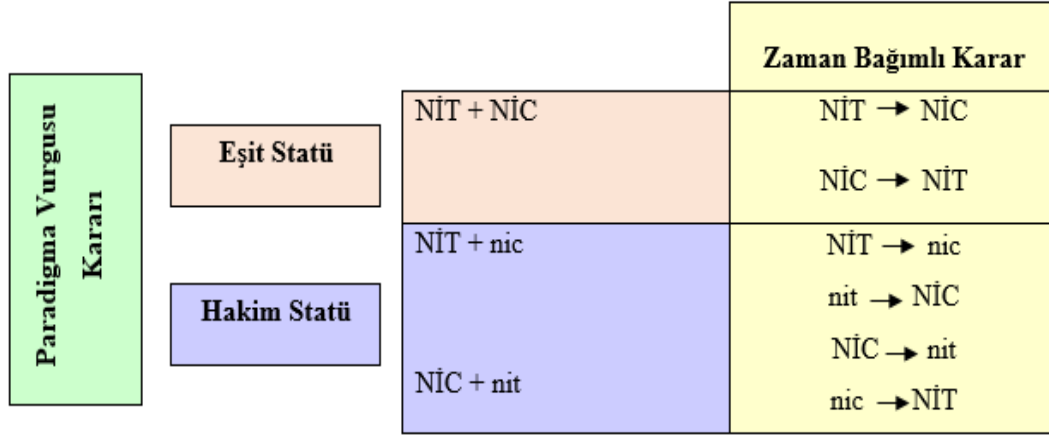 Zaman Bağımlı Karar
Paradigma Vurgusu
Kararı
Eşit Statü
NİT + NİC
NİT → NİC
NİC → NİT
Hakim Statü
NİT + nic
NİC + nit
NİT → nic
nit → NİC
NİC → nit
nic → NİT